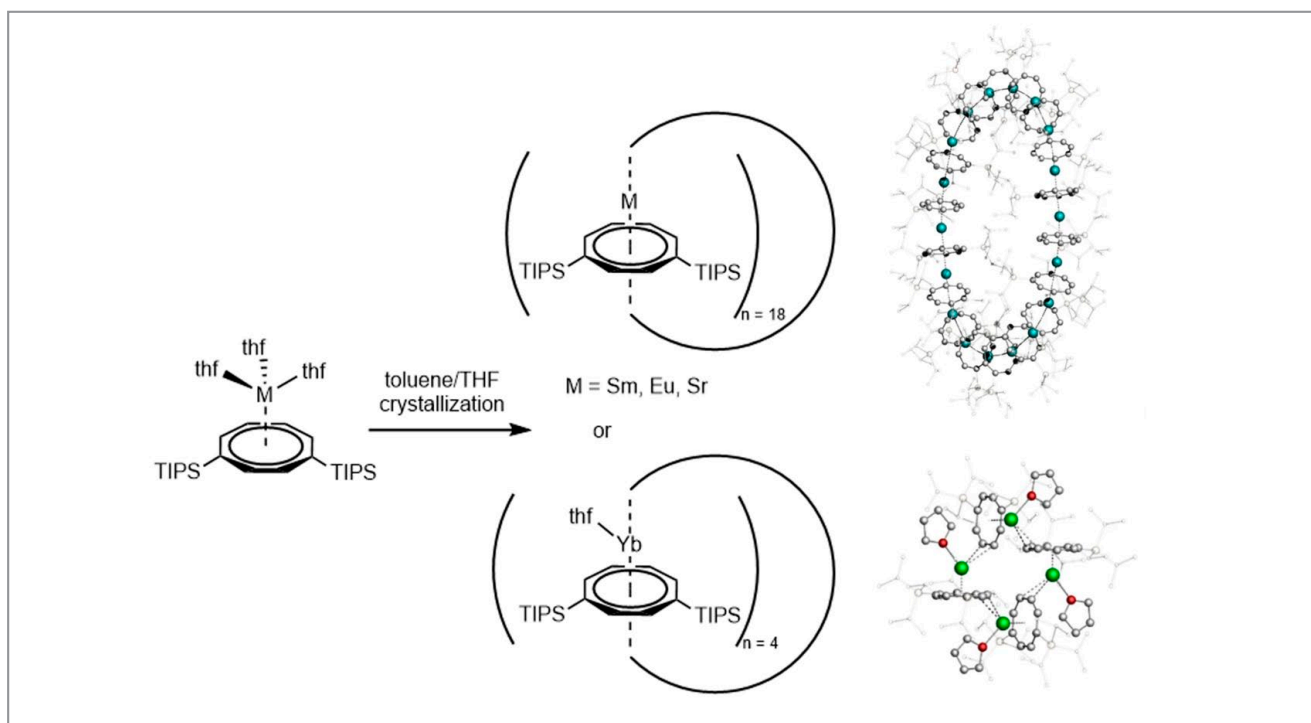 M
TIPS
TIPS
n = 18
thf
thf
thf
M
TIPS
TIPS
toluene/THF
crystallization
M = Sm, Eu, Sr
or
thf
Yb
TIPS
TIPS
n = 4